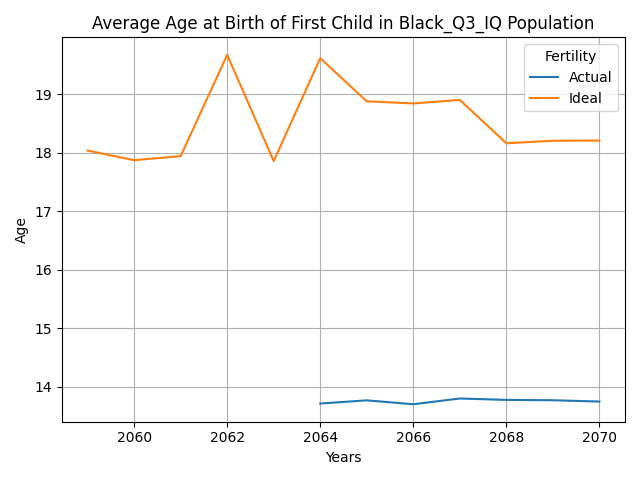 Average Age at Birth of First Child in Black_Q3_IQ Population
Fertility
Actual
Ideal
19
18
17
16
15
14
Age
2060 2062 2064 2066 2068 2070
Years